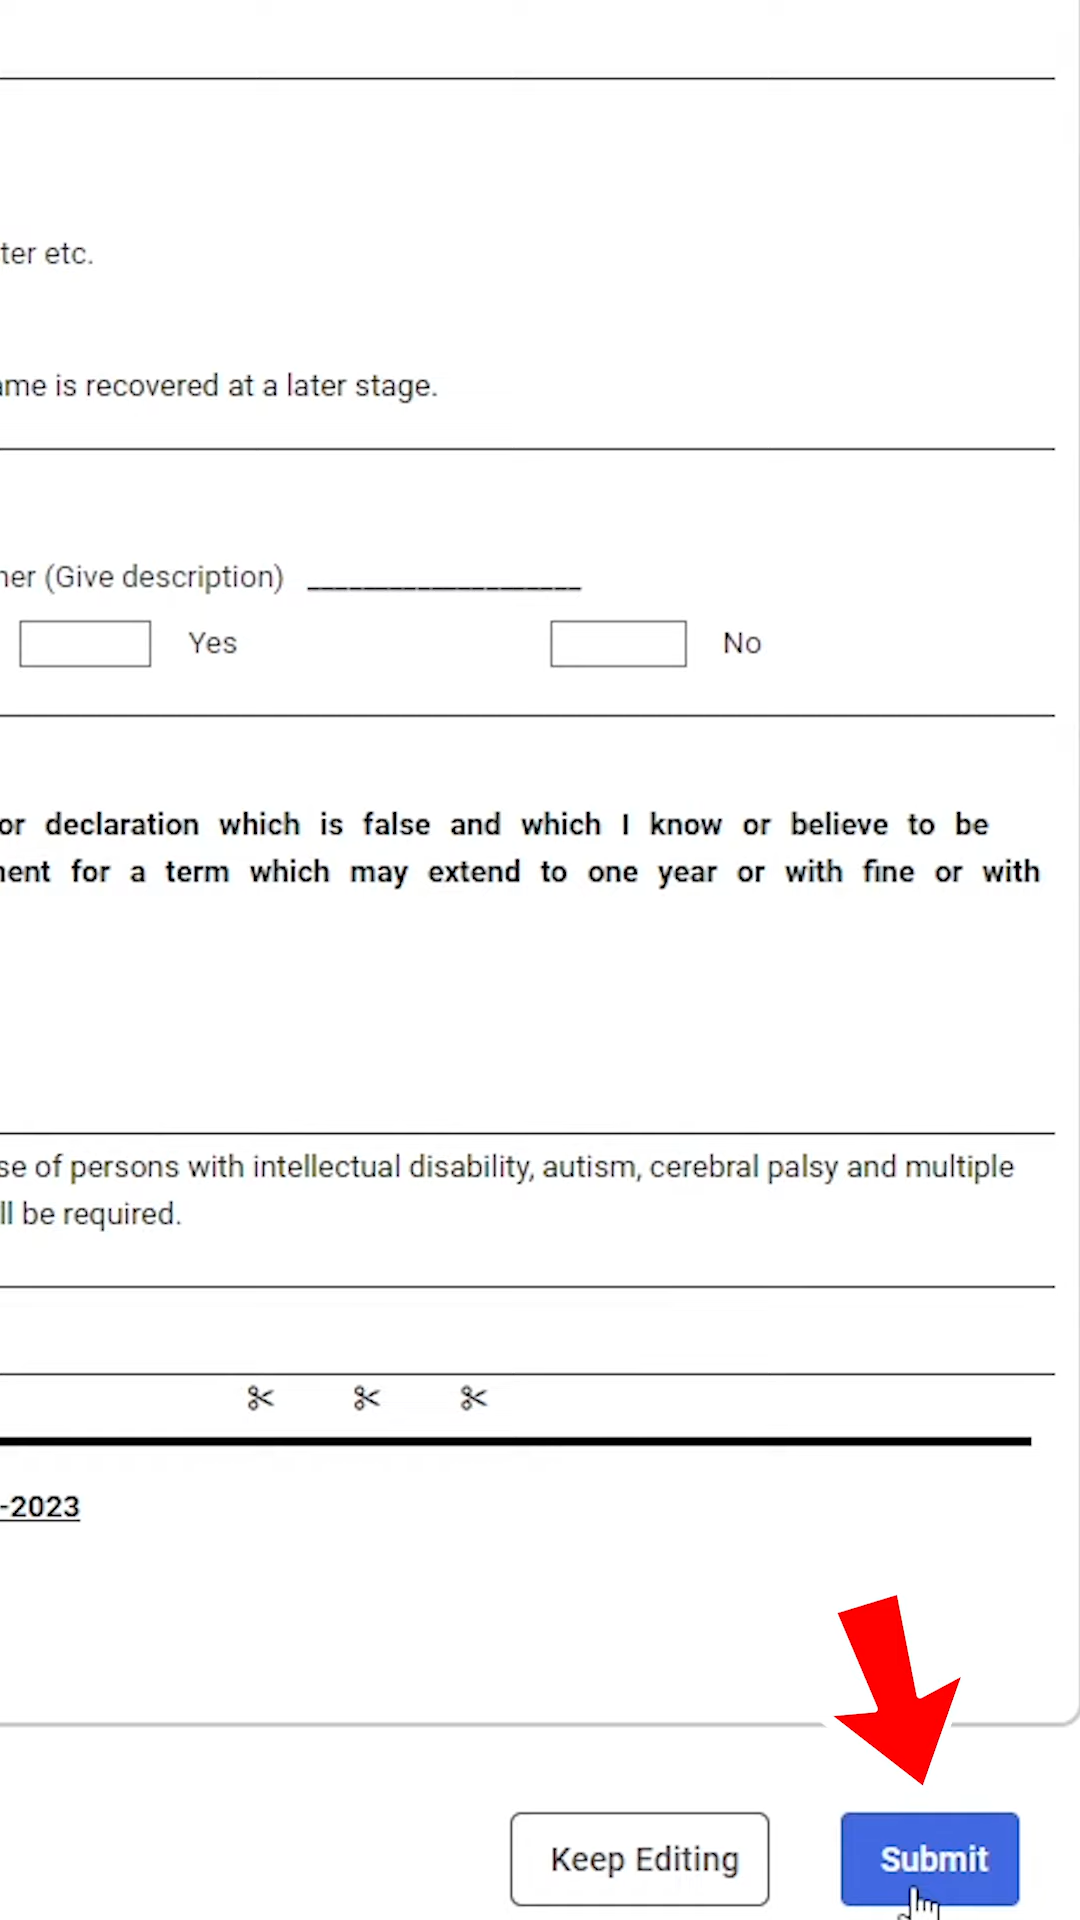 ter etc.
ame is recovered at a later stage.
her (Give description) ____________________
Yes No
or declaration which is false and which I know or believe to be
ment for a term which may extend to one year or with fine or with
se of persons with intellectual disability, autism, cerebral palsy and multiple
ll be required.
-2023
Keep Editing Submit